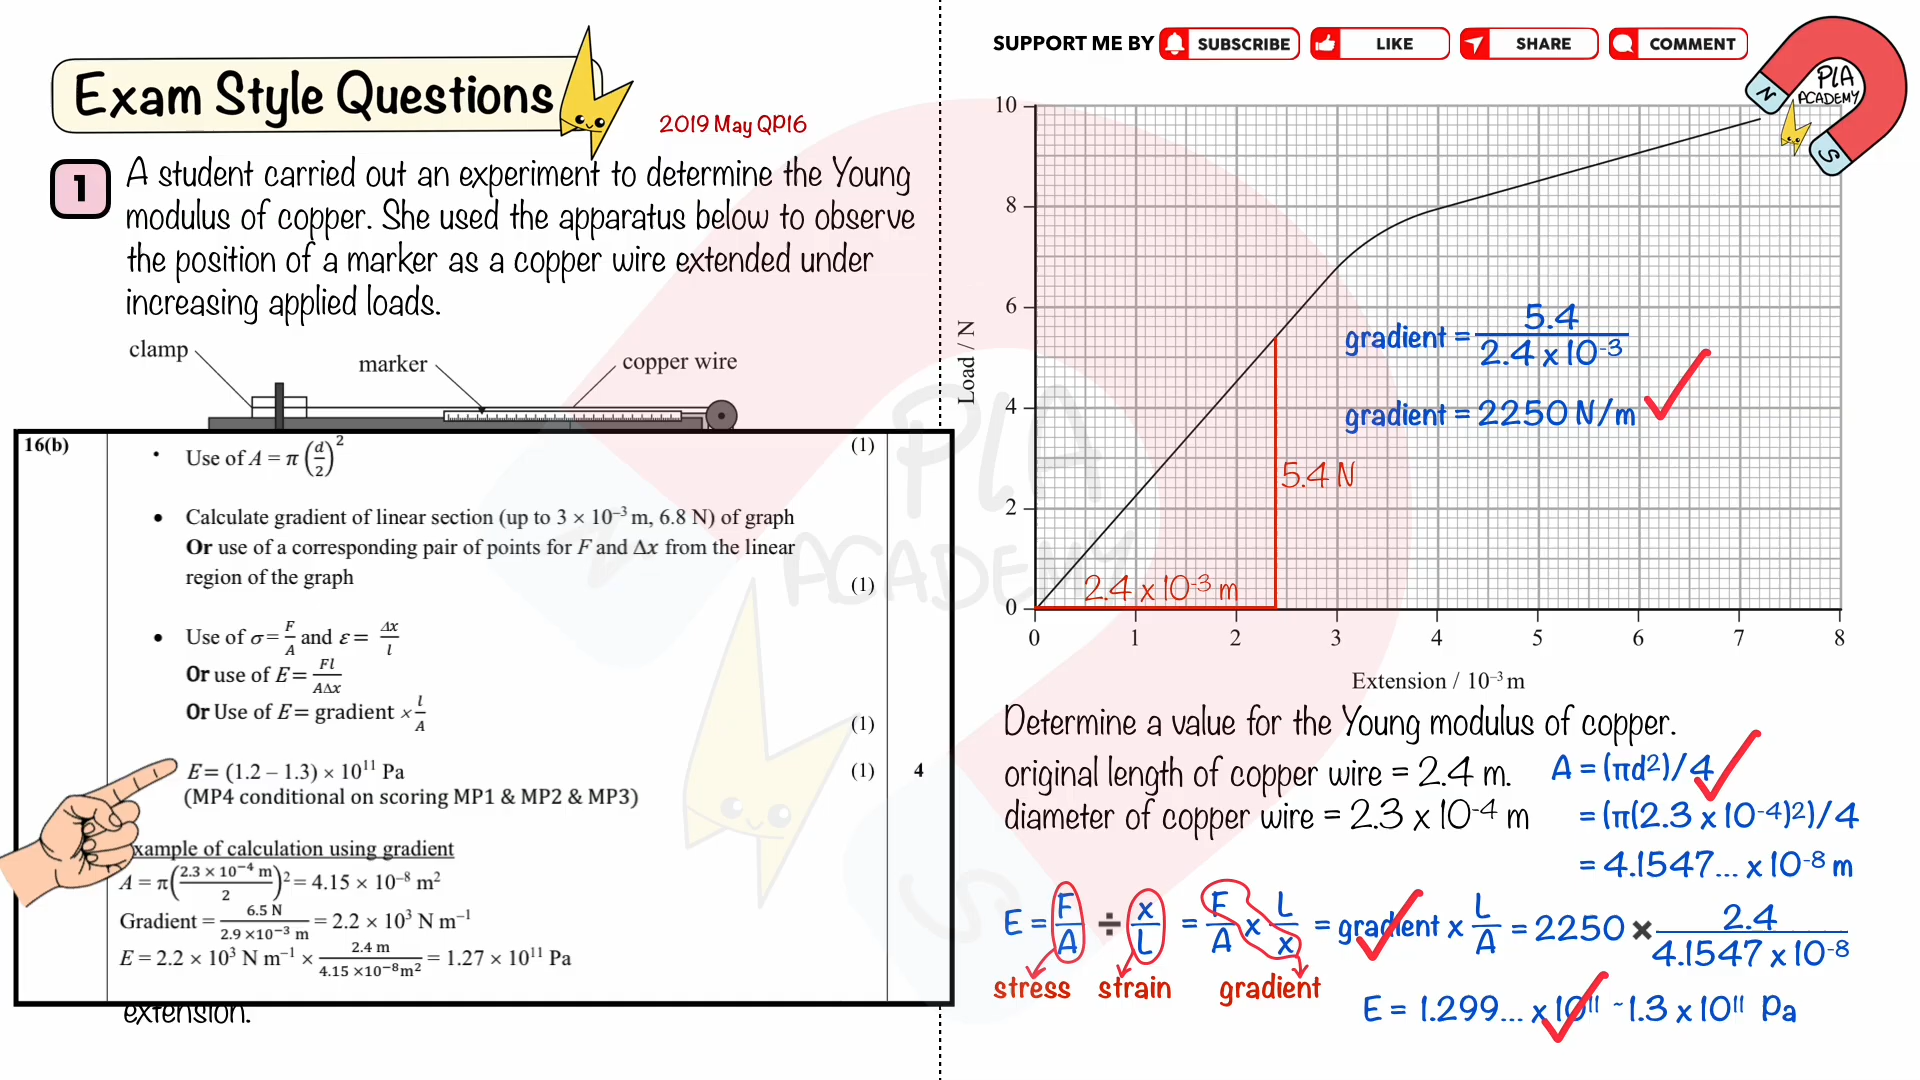 Exam Style Questions
2019 May QP16
1
A student carried out an experiment to determine the Young
modulus of copper. She used the apparatus below to observe
the position of a marker as a copper wire extended under
increasing applied loads.
clamp
marker
copper wire
16(b)
• Use of A = π (d/2)² (1)
• Calculate gradient of linear section (up to 3 × 10⁻³ m, 6.8 N) of graph
Or use of a corresponding pair of points for F and Δx from the linear
region of the graph (1)
• Use of σ = F/A and ε = Δx/l
Or use of E = Fl/AΔx
Or Use of E = gradient × l/A (1)
E = (1.2 – 1.3) × 10¹¹ Pa (1) 4
(MP4 conditional on scoring MP1 & MP2 & MP3)
xample of calculation using gradient
A = π(2.3 × 10⁻⁴ m/2)² = 4.15 × 10⁻⁸ m²
Gradient = 6.5 N/2.9 ×10⁻³ m = 2.2 × 10³ N m⁻¹
E = 2.2 × 10³ N m⁻¹ × 2.4 m/4.15 ×10⁻⁸m² = 1.27 × 10¹¹ Pa
extension.
SUPPORT ME BY SUBSCRIBE LIKE SHARE COMMENT
N
S
PLA
ACADEMY
10
8
6
4
2
0
Load / N
0 1 2 3 4 5 6 7 8
Extension / 10⁻³ m
gradient = 5.4/2.4 x 10⁻³
gradient = 2250 N/m
5.4 N
2.4 x 10⁻³ m
PLA
ACADEMY
S
Determine a value for the Young modulus of copper.
original length of copper wire = 2.4 m.
diameter of copper wire = 2.3 x 10⁻⁴ m
A = (πd²)/4
= (π(2.3 x 10⁻⁴)²)/4
= 4.1547... x 10⁻⁸ m
E = F/A ÷ x/L = F/A x L/x = gradient x L/A = 2250 × 2.4/4.1547 x 10⁻⁸
stress strain gradient
E = 1.299... x 10¹¹ ~1.3 x 10¹¹ Pa